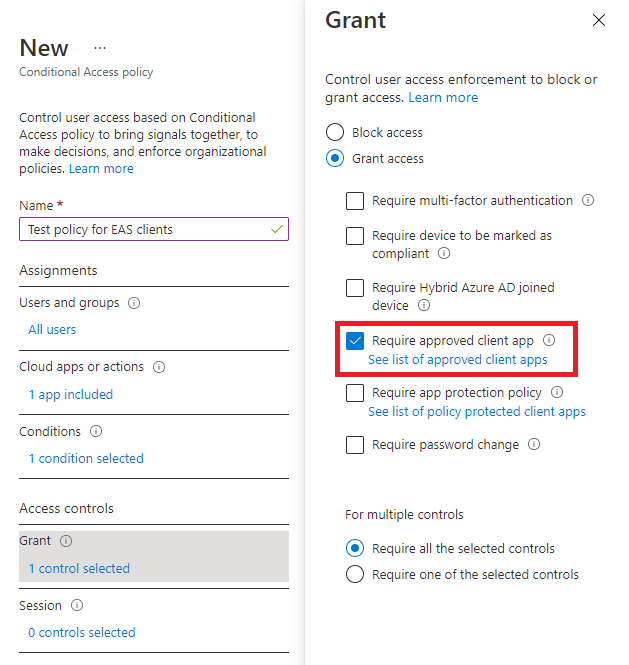 New ...
Conditional Access policy
Control user access based on Conditional
Access policy to bring signals together, to
make decisions, and enforce organizational
policies. Learn more
Name *
Test policy for EAS clients
Assignments
Users and groups
All users
Cloud apps or actions
1 app included
Conditions
1 condition selected
Access controls
Grant
1 control selected
Session
0 controls selected
Grant
Control user access enforcement to block or
grant access. Learn more
Block access
Grant access
Require multi-factor authentication
Require device to be marked as
compliant
Require Hybrid Azure AD joined
device
Require approved client app
See list of approved client apps
Require app protection policy
See list of policy protected client apps
Require password change
For multiple controls
Require all the selected controls
Require one of the selected controls